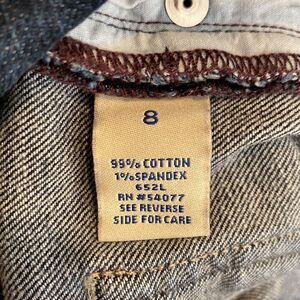 8
99% COTTON
1% SPANDEX
652L
RN #54077
SEE REVERSE
SIDE FOR CARE